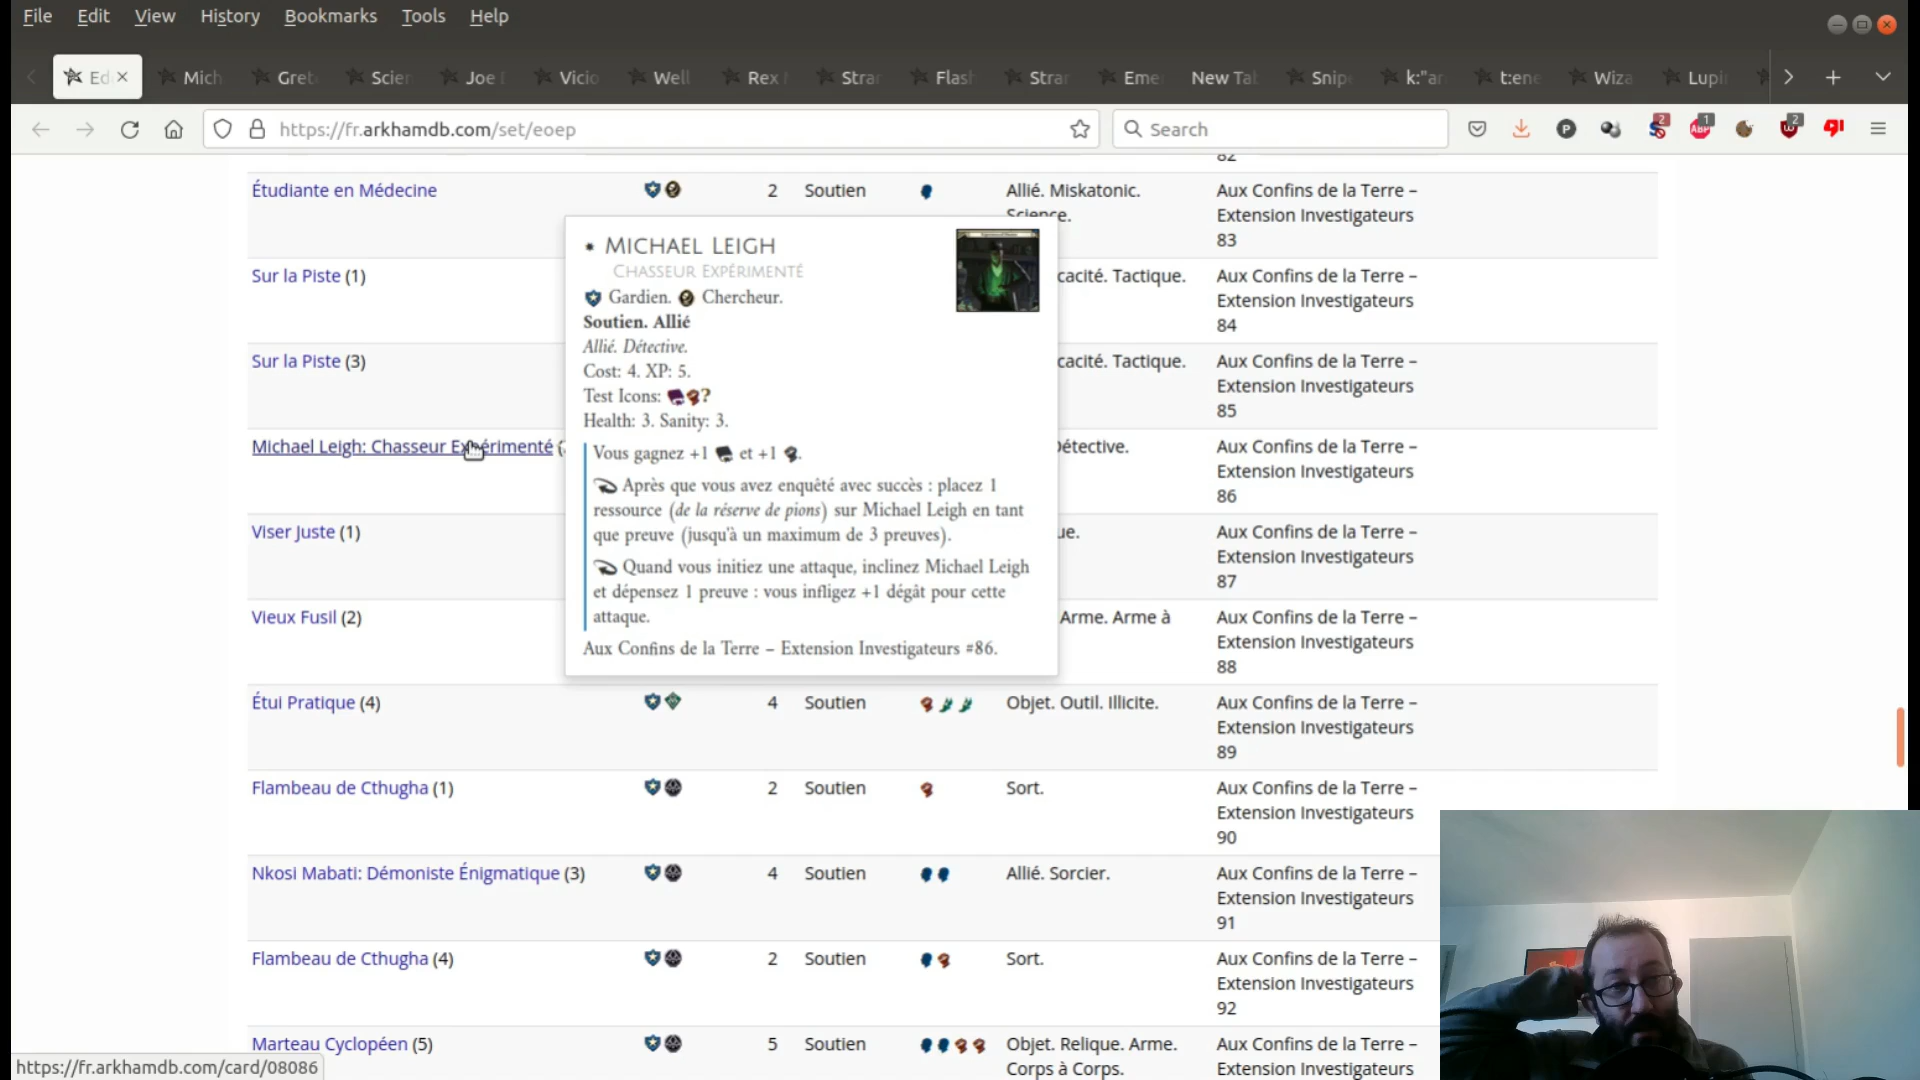 File Edit View History Bookmarks Tools Help
Ed Mich Gret Scier Joe Vicio Well Rex Strar Flash Strar Eme New Tal Snip k:"ar t:ene Wiza Lupi
https://fr.arkhamdb.com/set/eoep Search
82
Étudiante en Médecine 2 Soutien Allié. Miskatonic. Aux Confins de la Terre –
Science. Extension Investigateurs
83
Sur la Piste (1) cacité. Tactique. Aux Confins de la Terre –
Extension Investigateurs
84
Sur la Piste (3) cacité. Tactique. Aux Confins de la Terre –
Extension Investigateurs
85
Michael Leigh: Chasseur Expérimenté ( Détective. Aux Confins de la Terre –
Extension Investigateurs
86
Viser Juste (1) ue. Aux Confins de la Terre –
Extension Investigateurs
87
Vieux Fusil (2) Arme. Arme à Aux Confins de la Terre –
Extension Investigateurs
88
Michael Leigh
Chasseur Expérimenté
Gardien. Chercheur.
Soutien. Allié
Allié. Détective.
Cost: 4. XP: 5.
Test Icons: ?
Health: 3. Sanity: 3.
Vous gagnez +1 et +1 .
Après que vous avez enquêté avec succès : placez 1
ressource (de la réserve de pions) sur Michael Leigh en tant
que preuve (jusqu'à un maximum de 3 preuves).
Quand vous initiez une attaque, inclinez Michael Leigh
et dépensez 1 preuve : vous infligez +1 dégât pour cette
attaque.
Aux Confins de la Terre – Extension Investigateurs #86.
Étui Pratique (4) 4 Soutien Objet. Outil. Illicite. Aux Confins de la Terre –
Extension Investigateurs
89
Flambeau de Cthugha (1) 2 Soutien Sort. Aux Confins de la Terre –
Extension Investigateurs
90
Nkosi Mabati: Démoniste Énigmatique (3) 4 Soutien Allié. Sorcier. Aux Confins de la Terre –
Extension Investigateurs
91
Flambeau de Cthugha (4) 2 Soutien Sort. Aux Confins de la Terre –
Extension Investigateurs
92
Marteau Cyclopéen (5) 5 Soutien Objet. Relique. Arme. Aux Confins de la Terre –
Corps à Corps. Extension Investigateurs
https://fr.arkhamdb.com/card/08086